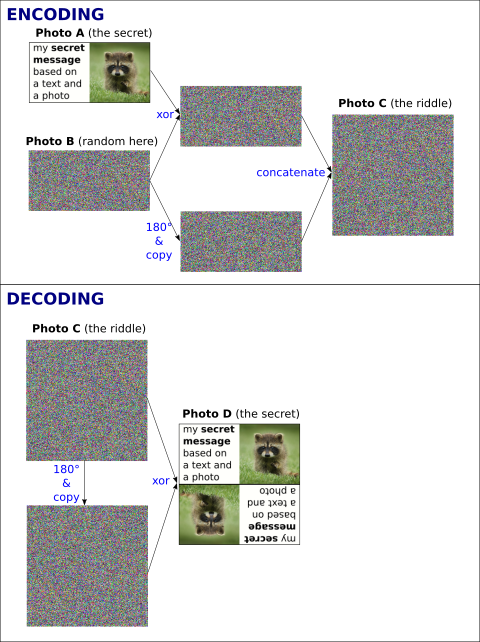 ENCODING
Photo A (the secret)
my secret
message
based on
a text and
a photo
xor
Photo B (random here)
180°
&
copy
concatenate
Photo C (the riddle)
DECODING
Photo C (the riddle)
180°
&
copy
xor
Photo D (the secret)
my secret
message
based on
a text and
a photo
my secret
message
based on
a text and
a photo